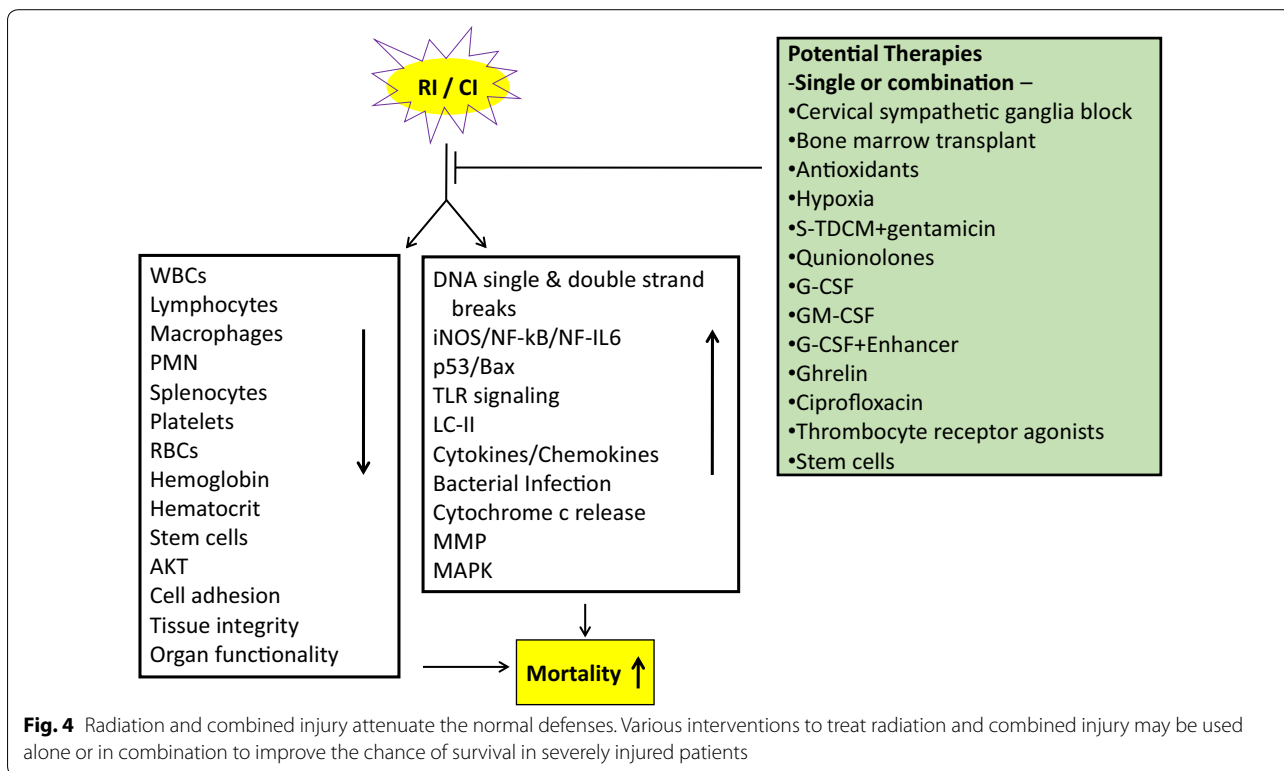 RI / CI
Potential Therapies
-Single or combination –
•Cervical sympathetic ganglia block
•Bone marrow transplant
•Antioxidants
•Hypoxia
•S-TDCM+gentamicin
•Qunionolones
•G-CSF
•GM-CSF
•G-CSF+Enhancer
•Ghrelin
•Ciprofloxacin
•Thrombocyte receptor agonists
•Stem cells
WBCs
Lymphocytes
Macrophages
PMN
Splenocytes
Platelets
RBCs
Hemoglobin
Hematocrit
Stem cells
AKT
Cell adhesion
Tissue integrity
Organ functionality
DNA single & double strand
breaks
iNOS/NF-kB/NF-IL6
p53/Bax
TLR signaling
LC-II
Cytokines/Chemokines
Bacterial Infection
Cytochrome c release
MMP
MAPK
Mortality
Fig. 4 Radiation and combined injury attenuate the normal defenses. Various interventions to treat radiation and combined injury may be used
alone or in combination to improve the chance of survival in severely injured patients